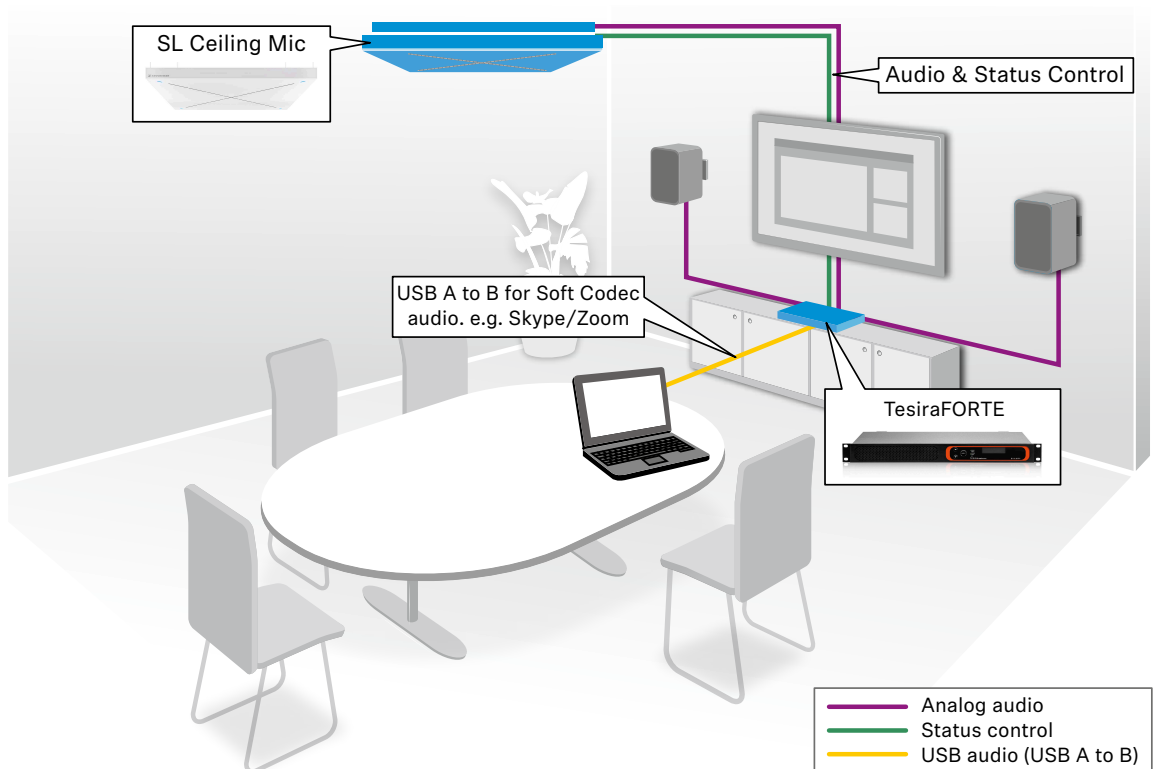 SL Ceiling Mic
Audio & Status Control
USB A to B for Soft Codec
audio. e.g. Skype/Zoom
TesiraFORTE
Analog audio
Status control
USB audio (USB A to B)